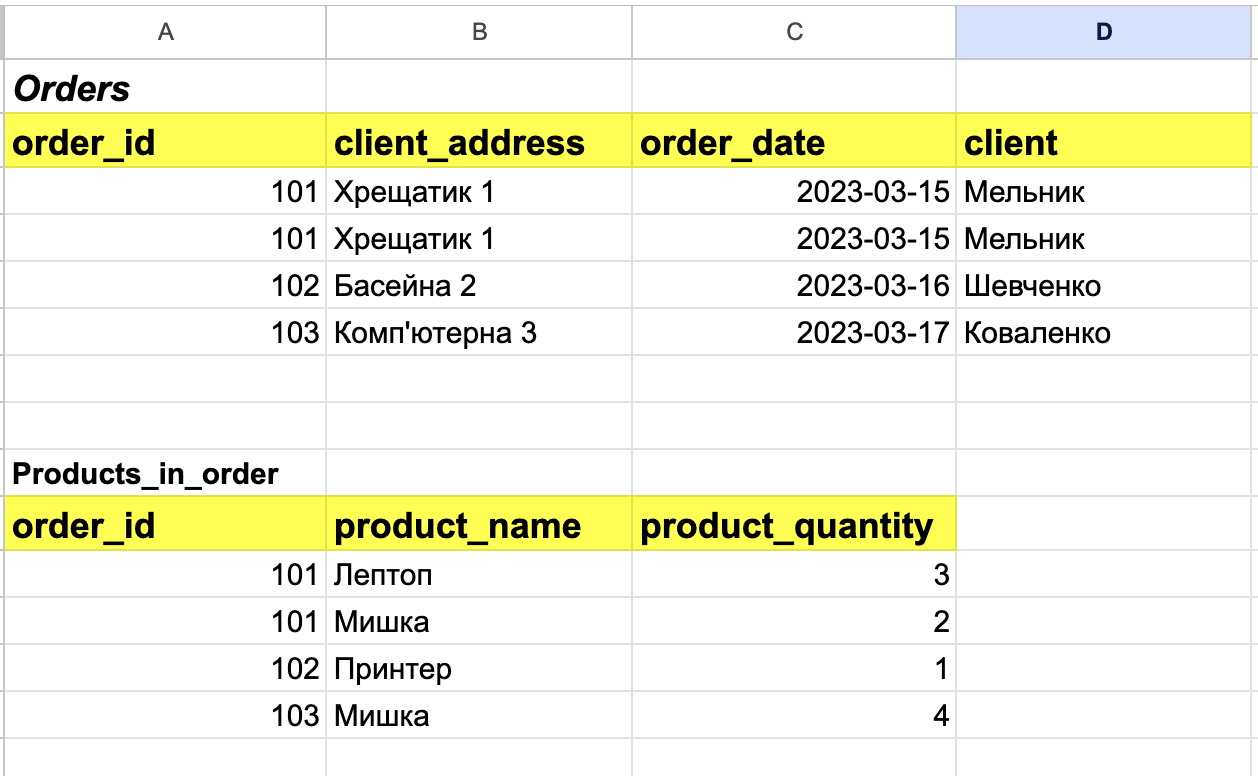 A B C D
Orders
order_id client_address order_date client
101 Хрещатик 1 2023-03-15 Мельник
101 Хрещатик 1 2023-03-15 Мельник
102 Басейна 2 2023-03-16 Шевченко
103 Комп'ютерна 3 2023-03-17 Коваленко
Products_in_order
order_id product_name product_quantity
101 Лептоп 3
101 Мишка 2
102 Принтер 1
103 Мишка 4